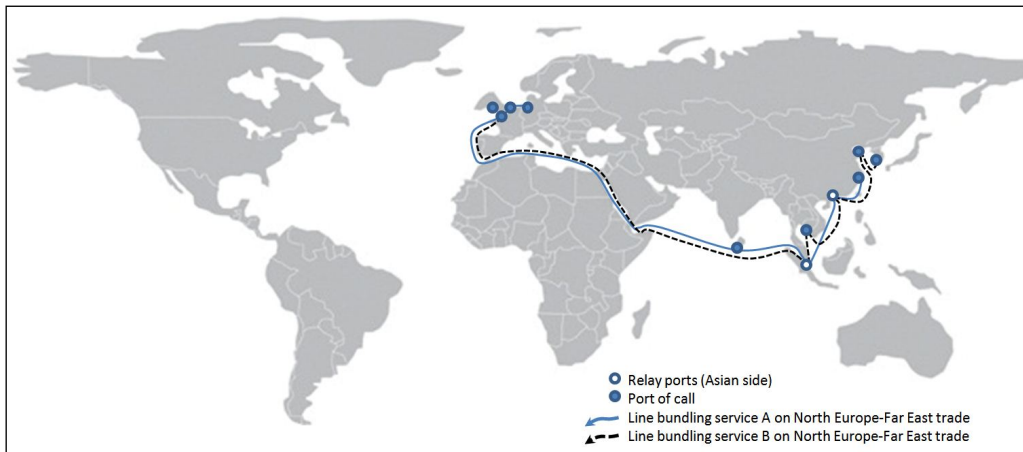 Relay ports (Asian side)
Port of call
Line bundling service A on North Europe-Far East trade
Line bundling service B on North Europe-Far East trade